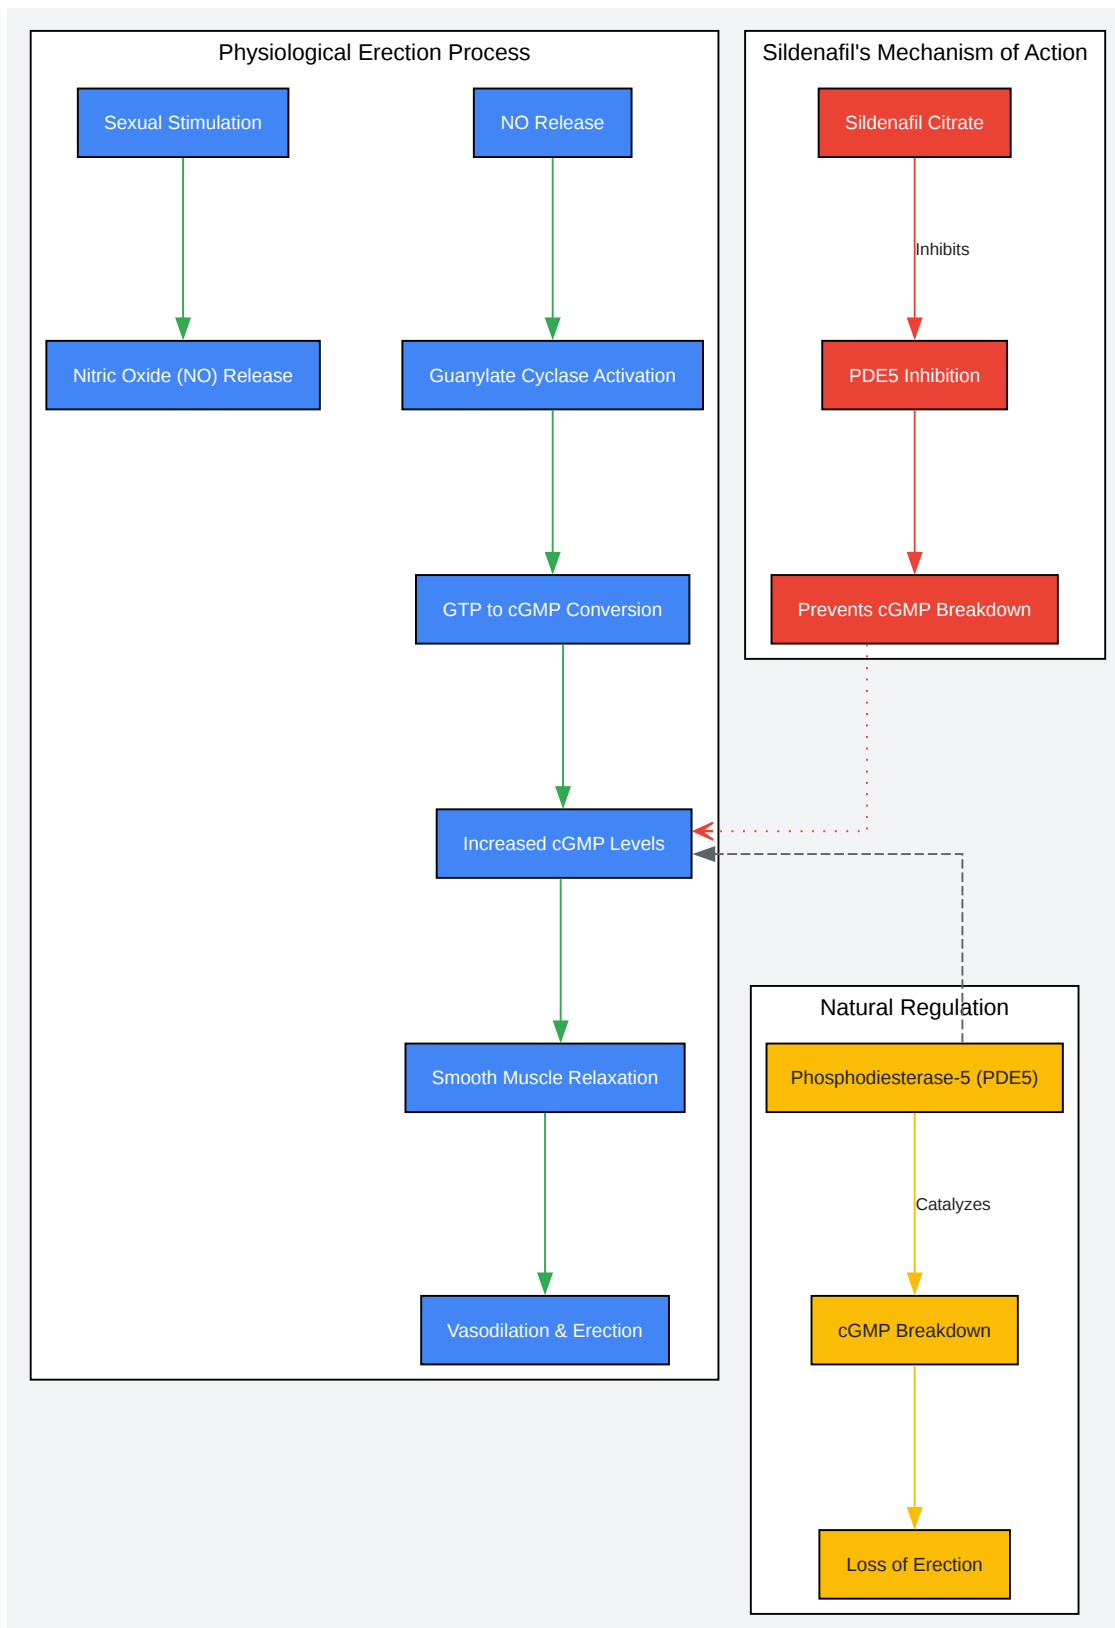 Physiological Erection Process
Sexual Stimulation
NO Release
Nitric Oxide (NO) Release
Guanylate Cyclase Activation
GTP to cGMP Conversion
Increased cGMP Levels
Smooth Muscle Relaxation
Vasodilation & Erection
Sildenafil's Mechanism of Action
Sildenafil Citrate
Inhibits
PDE5 Inhibition
Prevents cGMP Breakdown
Natural Regulation
Phosphodiesterase-5 (PDE5)
Catalyzes
cGMP Breakdown
Loss of Erection